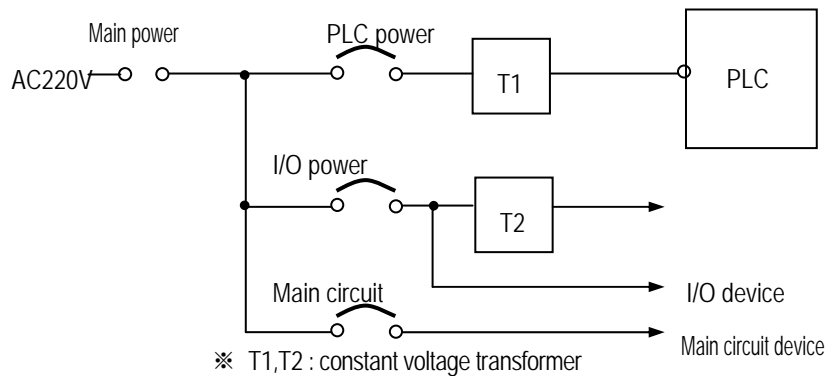 Main power
PLC power
AC220V
T1
PLC
I/O power
T2
I/O device
Main circuit
Main circuit device
※ T1,T2 : constant voltage transformer